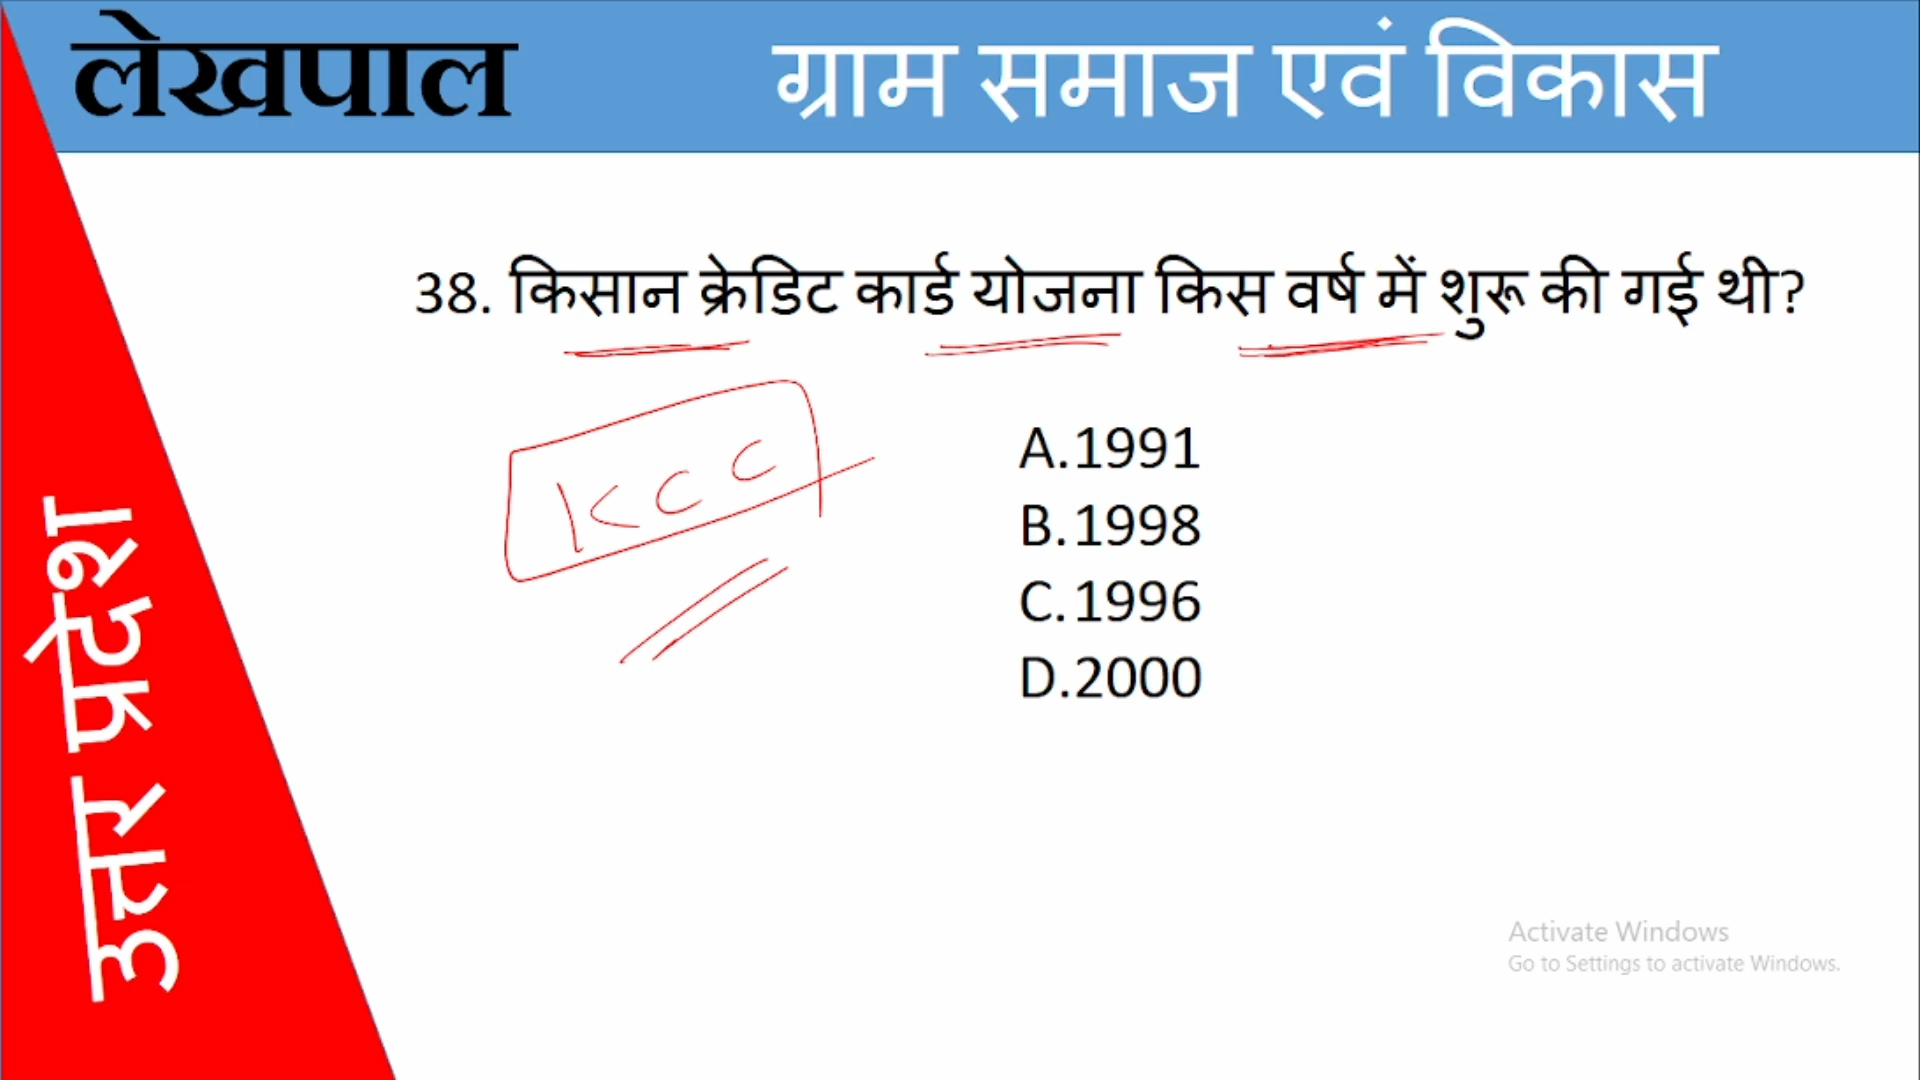 लेखपाल
ग्राम समाज एवं विकास
38. किसान क्रेडिट कार्ड योजना किस वर्ष में शुरू की गई थी?
KCC
A.1991
B.1998
C.1996
D.2000
उत्तर प्रदेश
Activate Windows
Go to Settings to activate Windows.